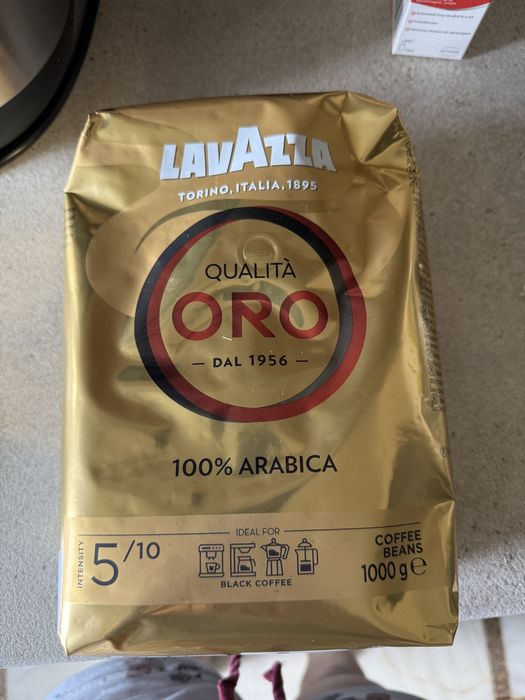 LAVAZZA
TORINO, ITALIA, 1895
QUALITÀ
ORO
— DAL 1956 —
100% ARABICA
INTENSITY
5/10
IDEAL FOR
BLACK COFFEE
COFFEE
BEANS
1000 g e